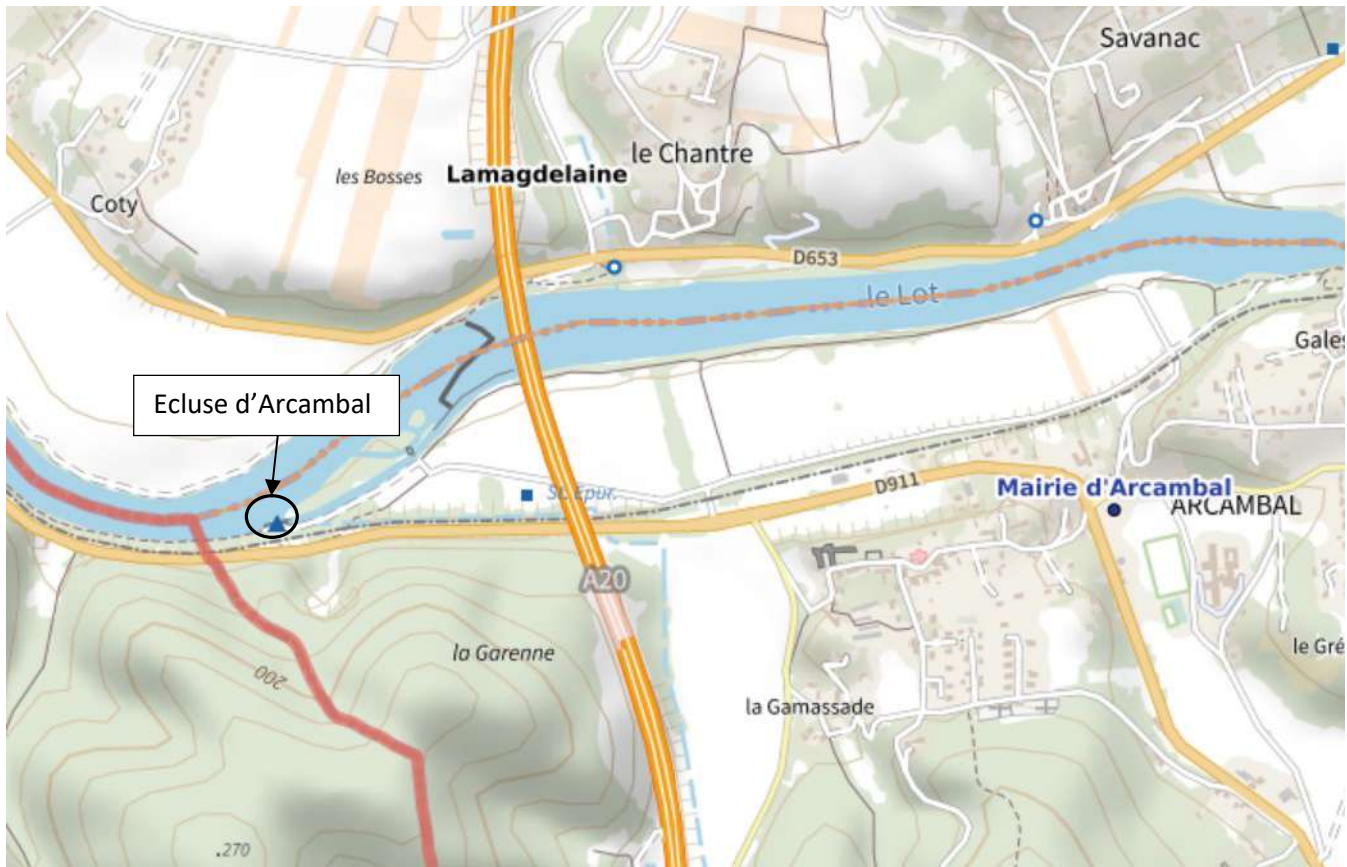 Savanac
le Chantre
les Bosses
Lamagdelaine
Coty
D653
le Lot
Gales
Ecluse d’Arcambal
St. Epur.
D911
Mairie d'Arcambal
ARCAMBAL
A20
la Garenne
le Gré
200
la Gamassade
.270